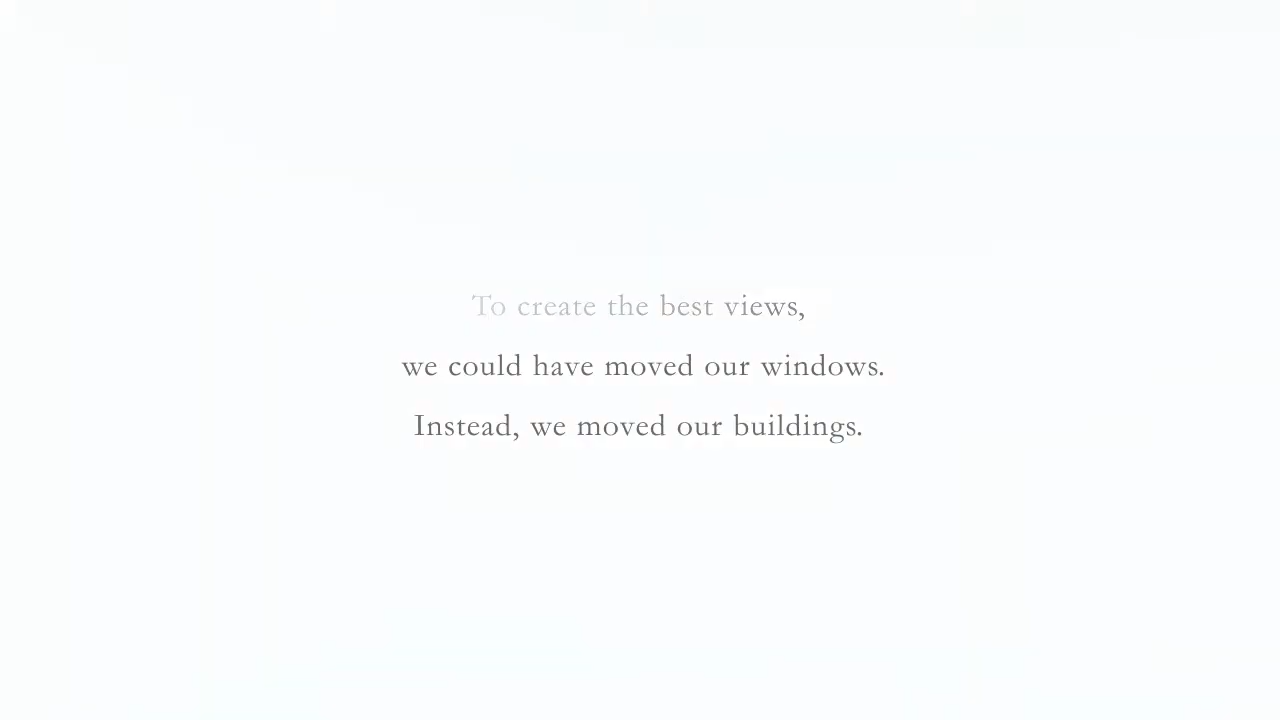 To create the best views,
we could have moved our windows.
Instead, we moved our buildings.